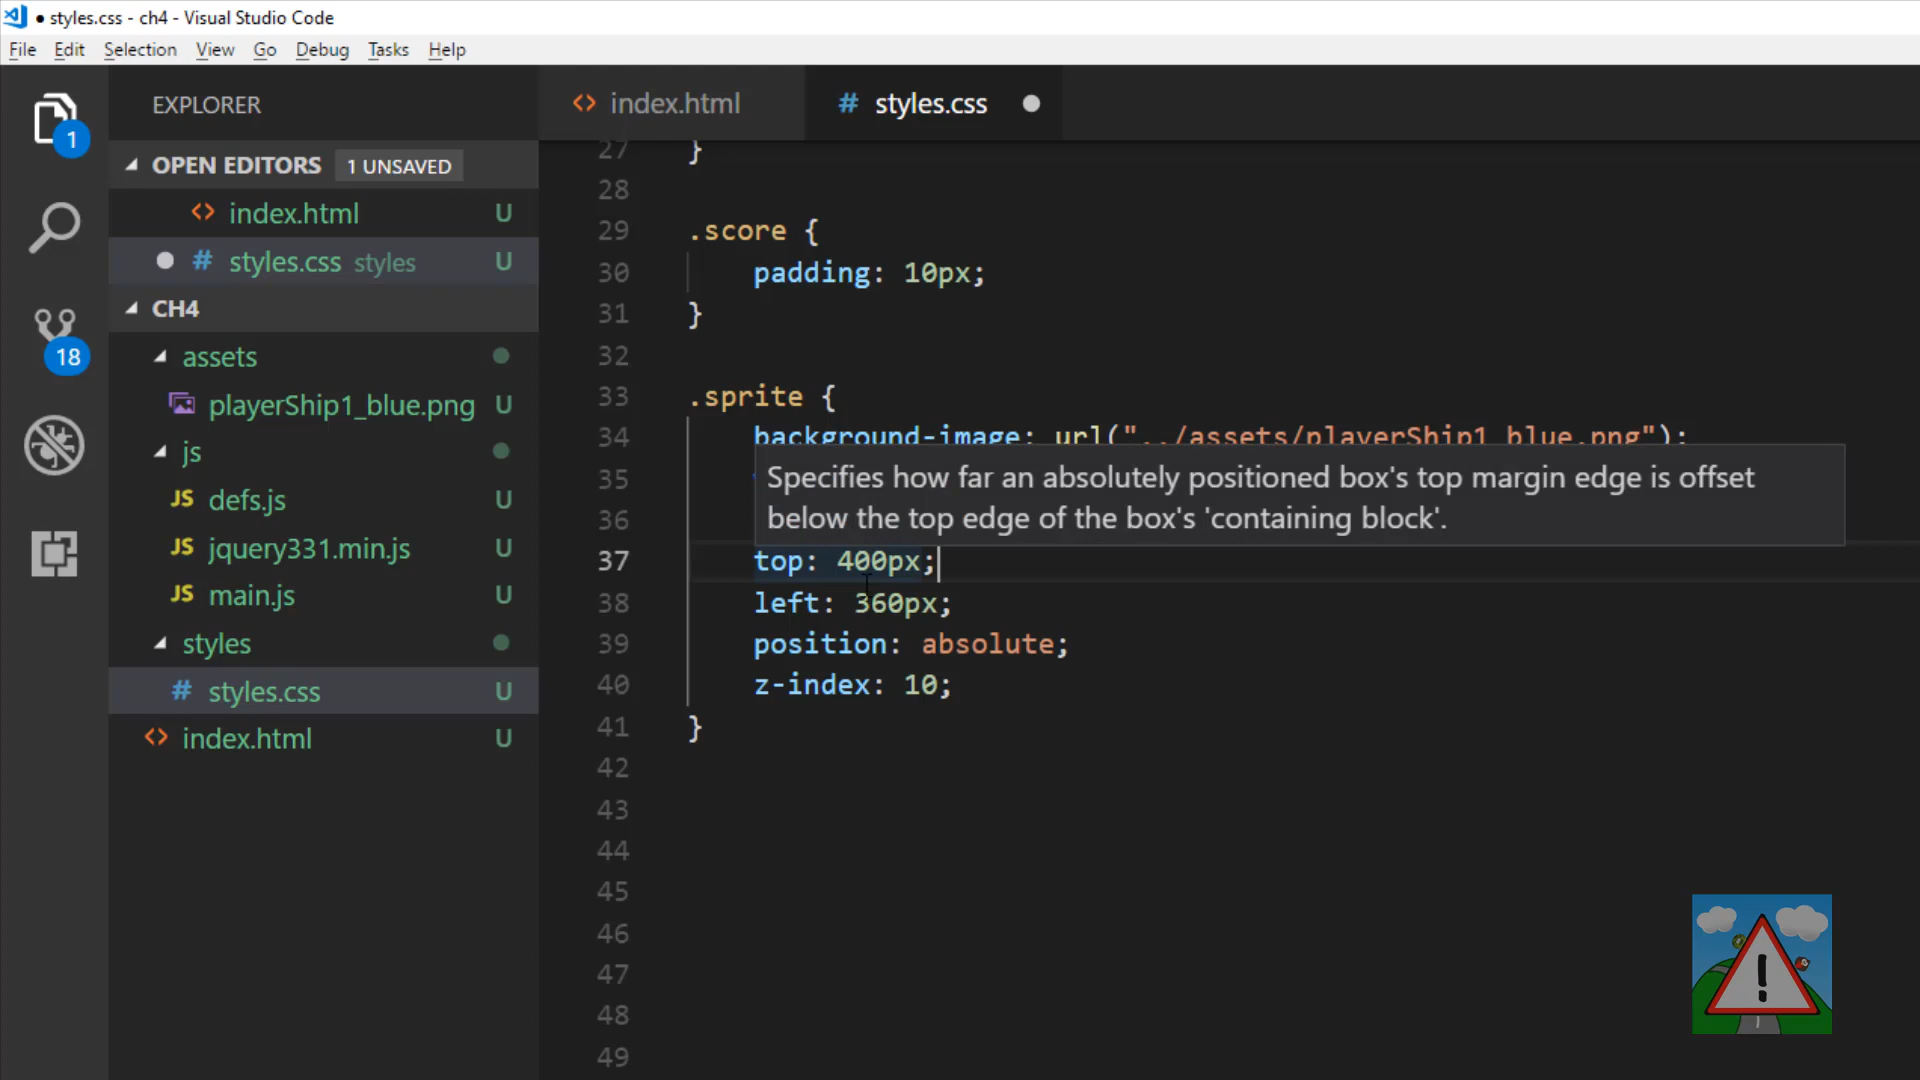 ● styles.css - ch4 - Visual Studio Code
File Edit Selection View Go Debug Tasks Help
EXPLORER
index.html
# styles.css
1
OPEN EDITORS 1 UNSAVED
index.html U
# styles.css styles U
CH4
18
assets
playerShip1_blue.png U
js
JS defs.js U
JS jquery331.min.js U
JS main.js U
styles
# styles.css U
index.html U
27 }
28
29 .score {
30 padding: 10px;
31 }
32
33 .sprite {
34 background-image: url("../assets/playerShip1_blue.png");
35
36
Specifies how far an absolutely positioned box's top margin edge is offset
below the top edge of the box's 'containing block'.
37 top: 400px;
38 left: 360px;
39 position: absolute;
40 z-index: 10;
41 }
42
43
44
45
46
47
48
49
!